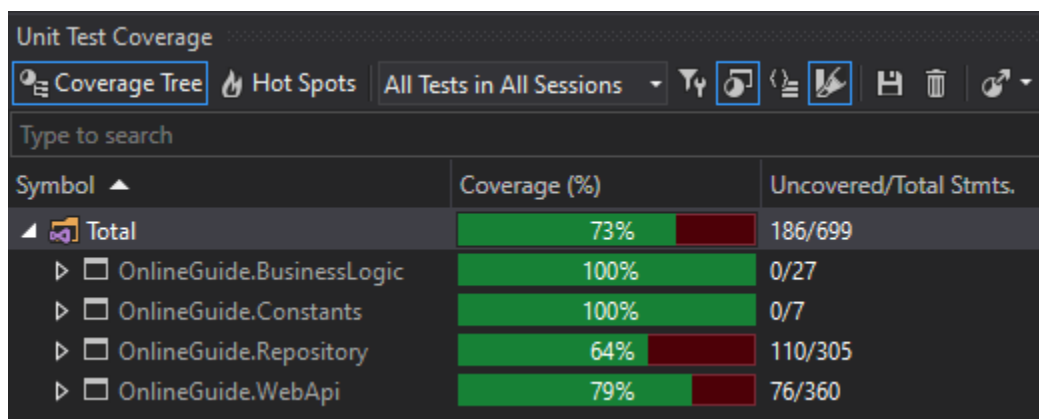 Unit Test Coverage
Coverage Tree Hot Spots All Tests in All Sessions
Type to search
Symbol Coverage (%) Uncovered/Total Stmts.
Total 73% 186/699
OnlineGuide.BusinessLogic 100% 0/27
OnlineGuide.Constants 100% 0/7
OnlineGuide.Repository 64% 110/305
OnlineGuide.WebApi 79% 76/360